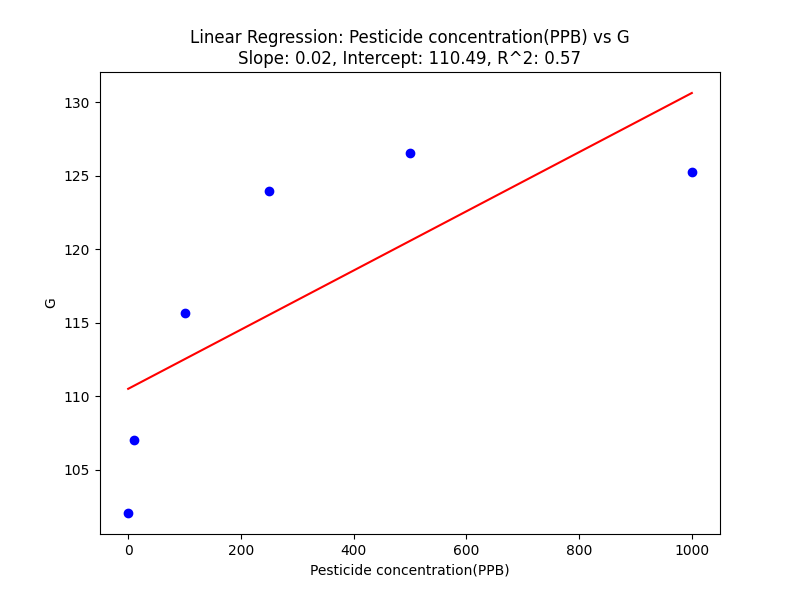 Linear Regression: Pesticide concentration(PPB) vs G
Slope: 0.02, Intercept: 110.49, R^2: 0.57
130
125
120
115
110
105
G
0 200 400 600 800 1000
Pesticide concentration(PPB)